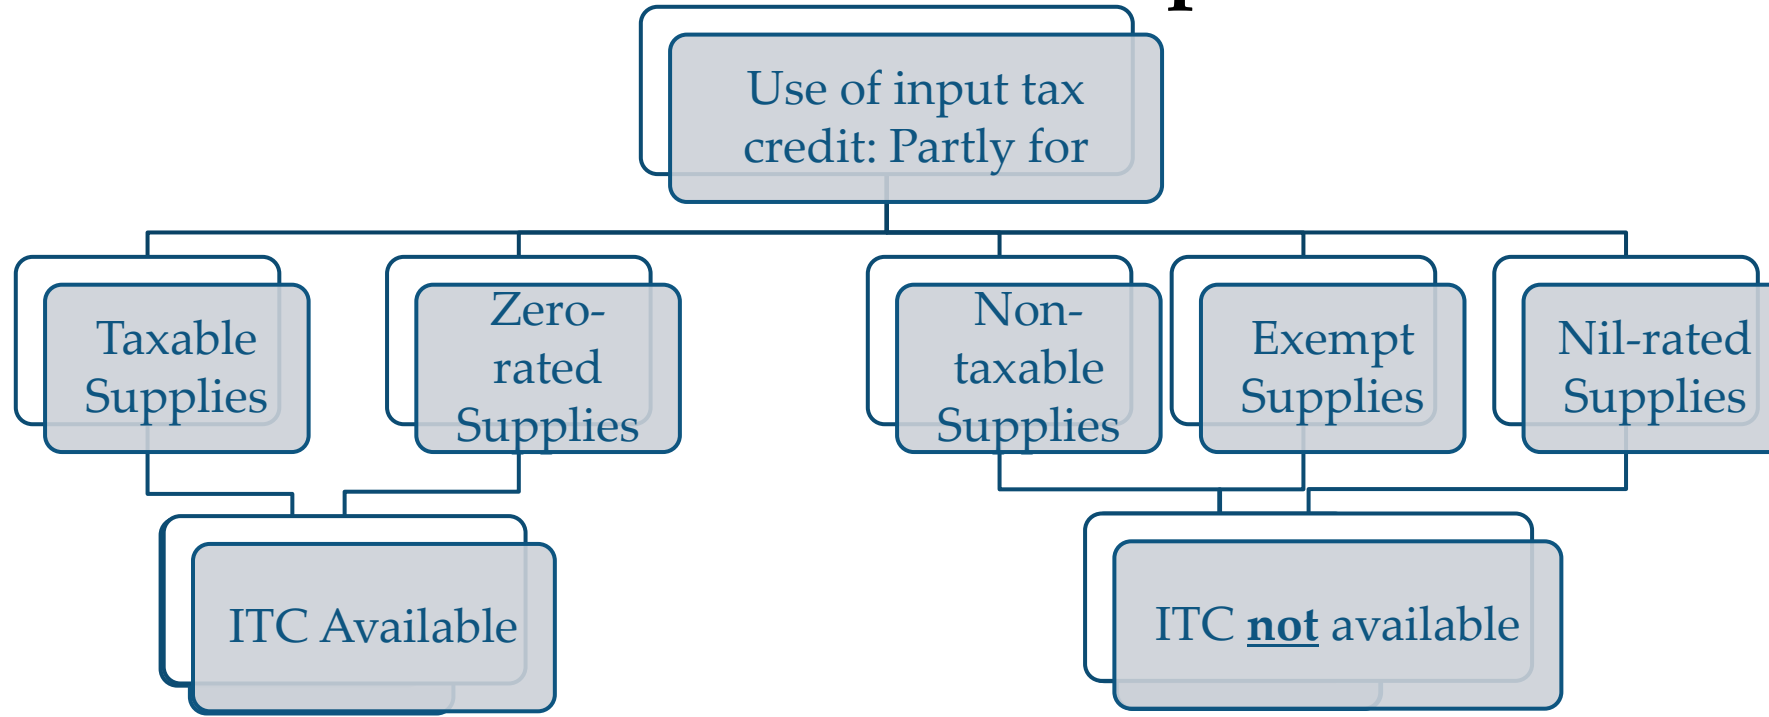 Use of input tax
credit: Partly for
Taxable
Supplies
Zero-
rated
Supplies
Non-
taxable
Supplies
Exempt
Supplies
Nil-rated
Supplies
ITC Available
ITC not available